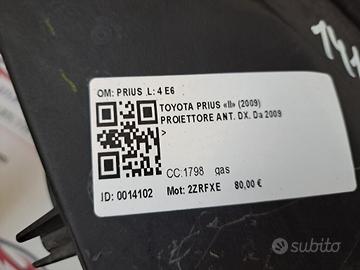 OM: PRIUS .L: 4 E6
TOYOTA PRIUS «II» (2009)
PROIETTORE ANT. DX. Da 2009
>
CC.1798 gas
ID: 0014102 Mot: 2ZRFXE 80,00 €
subito